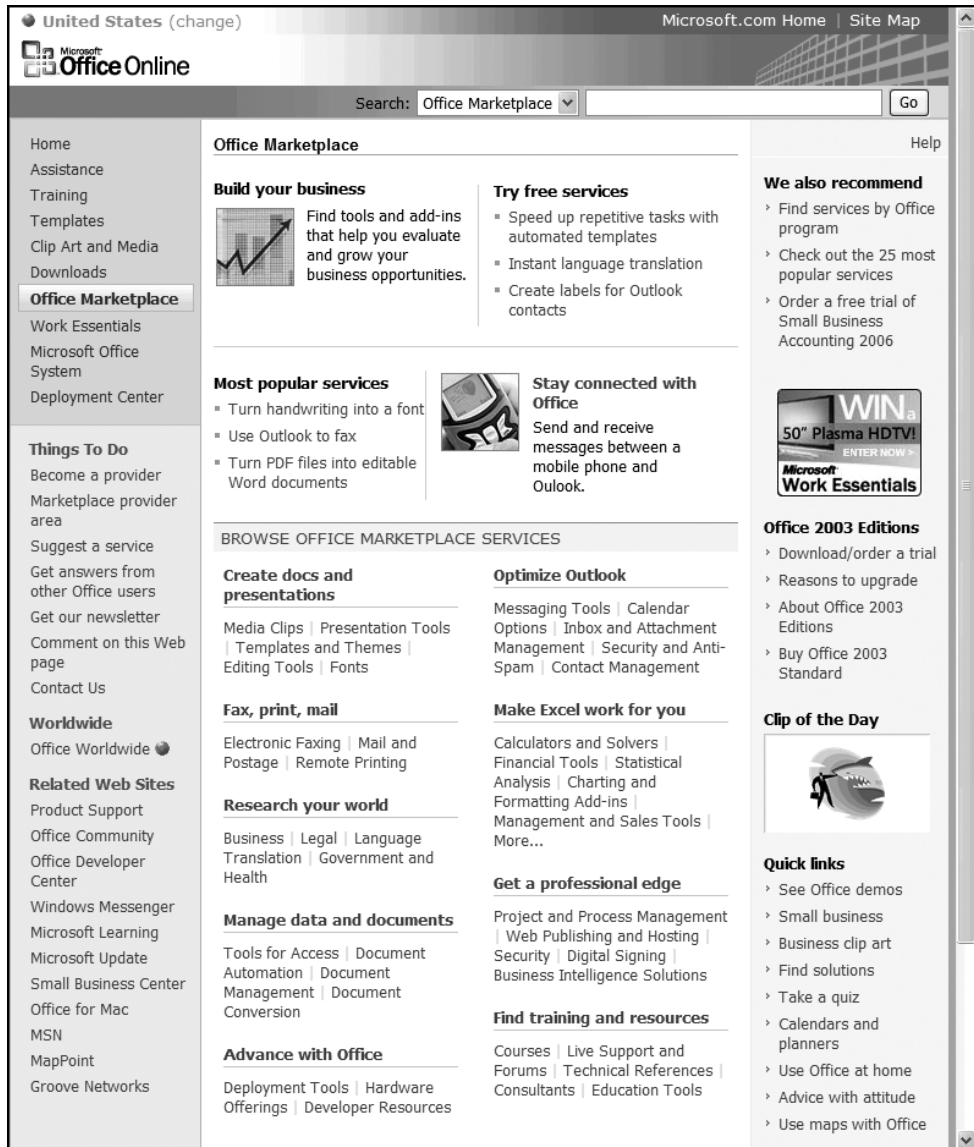 United States (change)
Microsoft.com Home | Site Map
Microsoft
Office Online
Search: Office Marketplace
Go
Home
Assistance
Training
Templates
Clip Art and Media
Downloads
Office Marketplace
Work Essentials
Microsoft Office
System
Deployment Center
Things To Do
Become a provider
Marketplace provider
area
Suggest a service
Get answers from
other Office users
Get our newsletter
Comment on this Web
page
Contact Us
Worldwide
Office Worldwide
Related Web Sites
Product Support
Office Community
Office Developer
Center
Windows Messenger
Microsoft Learning
Microsoft Update
Small Business Center
Office for Mac
MSN
MapPoint
Groove Networks
Office Marketplace
Build your business
Find tools and add-ins
that help you evaluate
and grow your
business opportunities.
Try free services
Speed up repetitive tasks with
automated templates
Instant language translation
Create labels for Outlook
contacts
Most popular services
Turn handwriting into a font
Use Outlook to fax
Turn PDF files into editable
Word documents
Stay connected with
Office
Send and receive
messages between a
mobile phone and
Oulook.
BROWSE OFFICE MARKETPLACE SERVICES
Create docs and
presentations
Media Clips | Presentation Tools
| Templates and Themes |
Editing Tools | Fonts
Fax, print, mail
Electronic Faxing | Mail and
Postage | Remote Printing
Research your world
Business | Legal | Language
Translation | Government and
Health
Manage data and documents
Tools for Access | Document
Automation | Document
Management | Document
Conversion
Advance with Office
Deployment Tools | Hardware
Offerings | Developer Resources
Optimize Outlook
Messaging Tools | Calendar
Options | Inbox and Attachment
Management | Security and Anti-
Spam | Contact Management
Make Excel work for you
Calculators and Solvers |
Financial Tools | Statistical
Analysis | Charting and
Formatting Add-ins |
Management and Sales Tools |
More...
Get a professional edge
Project and Process Management
| Web Publishing and Hosting |
Security | Digital Signing |
Business Intelligence Solutions
Find training and resources
Courses | Live Support and
Forums | Technical References |
Consultants | Education Tools
Help
We also recommend
Find services by Office
program
Check out the 25 most
popular services
Order a free trial of
Small Business
Accounting 2006
WIN a
50" Plasma HDTV!
ENTER NOW >
Microsoft
Work Essentials
Office 2003 Editions
Download/order a trial
Reasons to upgrade
About Office 2003
Editions
Buy Office 2003
Standard
Clip of the Day
Quick links
See Office demos
Small business
Business clip art
Find solutions
Take a quiz
Calendars and
planners
Use Office at home
Advice with attitude
Use maps with Office